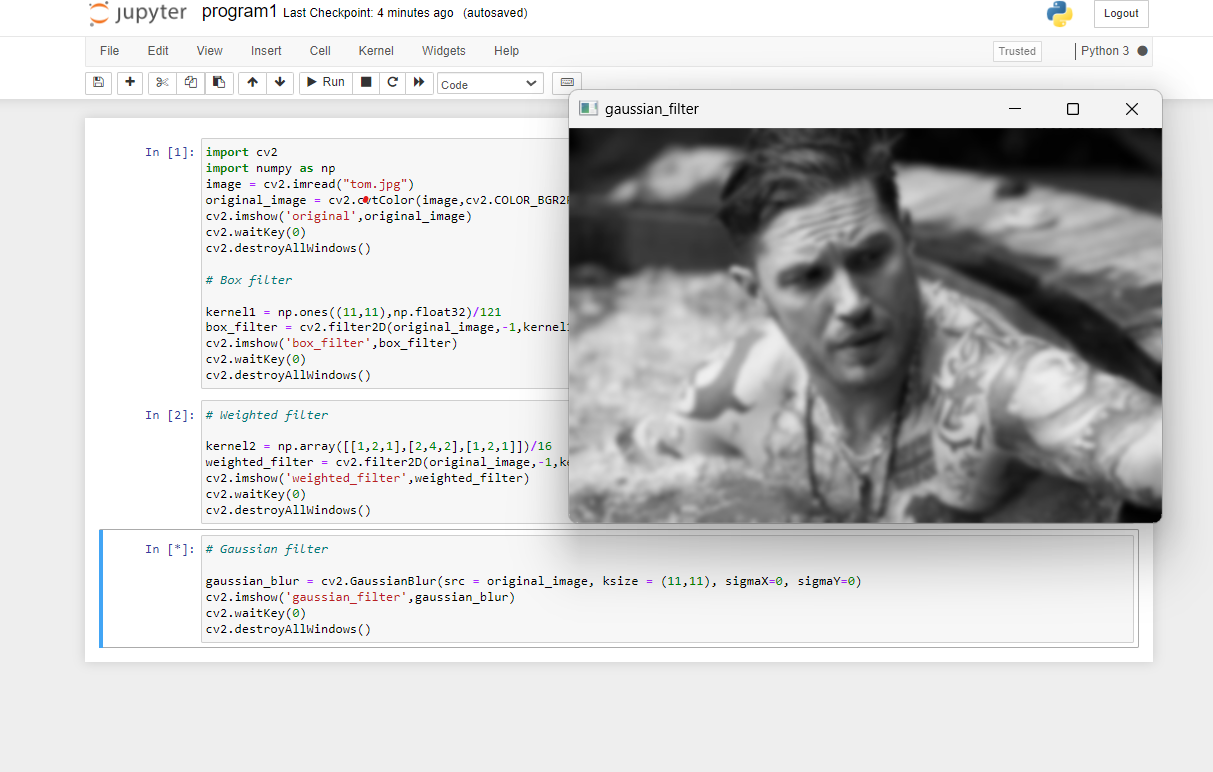 jupyter program1 Last Checkpoint: 4 minutes ago (autosaved) Logout
File Edit View Insert Cell Kernel Widgets Help Trusted Python 3
Run Code
gaussian_filter
In [1]: import cv2
import numpy as np
image = cv2.imread("tom.jpg")
original_image = cv2.cvtColor(image,cv2.COLOR_BGR2
cv2.imshow('original',original_image)
cv2.waitKey(0)
cv2.destroyAllWindows()
# Box filter
kernel1 = np.ones((11,11),np.float32)/121
box_filter = cv2.filter2D(original_image,-1,kernel1
cv2.imshow('box_filter',box_filter)
cv2.waitKey(0)
cv2.destroyAllWindows()
In [2]: # Weighted filter
kernel2 = np.array([[1,2,1],[2,4,2],[1,2,1]])/16
weighted_filter = cv2.filter2D(original_image,-1,ke
cv2.imshow('weighted_filter',weighted_filter)
cv2.waitKey(0)
cv2.destroyAllWindows()
In [*]: # Gaussian filter
gaussian_blur = cv2.GaussianBlur(src = original_image, ksize = (11,11), sigmaX=0, sigmaY=0)
cv2.imshow('gaussian_filter',gaussian_blur)
cv2.waitKey(0)
cv2.destroyAllWindows()